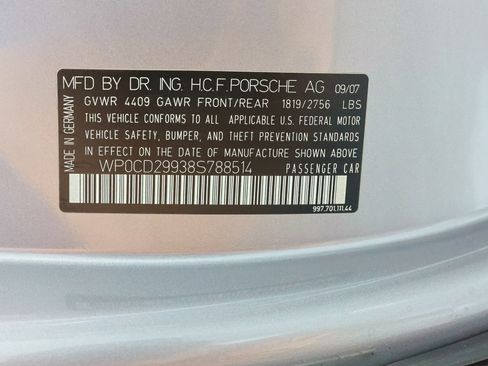 MFD BY DR. ING. H.C.F. PORSCHE AG 09/07
GVWR 4409 GAWR FRONT/REAR 1819/2756 LBS
THIS VEHICLE CONFORMS TO ALL APPLICABLE U.S. FEDERAL MOTOR
VEHICLE SAFETY, BUMPER, AND THEFT PREVENTION STANDARDS
IN EFFECT ON THE DATE OF MANUFACTURE SHOWN ABOVE.
WP0CD29938S788514 PASSENGER CAR
997.701.111.44
MADE IN GERMANY